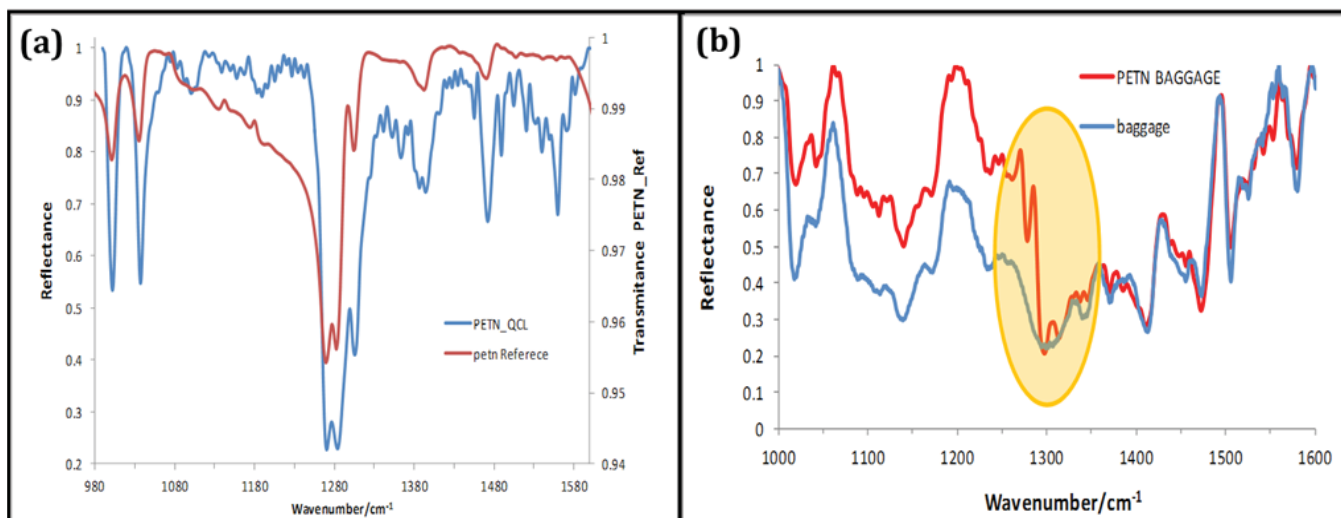 (a)
1
0.9
0.8
0.7
0.6
0.5
0.4
0.3
0.2
Reflectance
1
0.99
0.98
0.97
0.96
0.95
0.94
Transmitance PETN_Ref
PETN_QCL
petn Referece
980 1080 1180 1280 1380 1480 1580
Wavenumber/cm-1
(b)
1
0.9
0.8
0.7
0.6
0.5
0.4
0.3
0.2
0.1
0
Reflectance
PETN BAGGAGE
baggage
1000 1100 1200 1300 1400 1500 1600
Wavenumber/cm-1